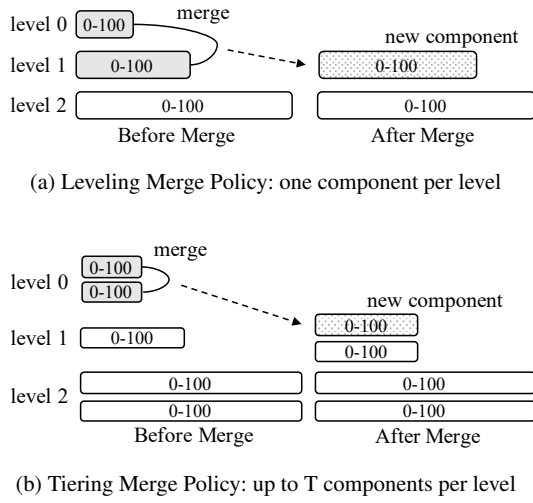 level 0
0-100
merge
level 1
0-100
new component
0-100
level 2
0-100
0-100
Before Merge
After Merge
(a) Leveling Merge Policy: one component per level
merge
level 0
0-100
0-100
new component
level 1
0-100
0-100
0-100
level 2
0-100
0-100
0-100
0-100
Before Merge
After Merge
(b) Tiering Merge Policy: up to T components per level